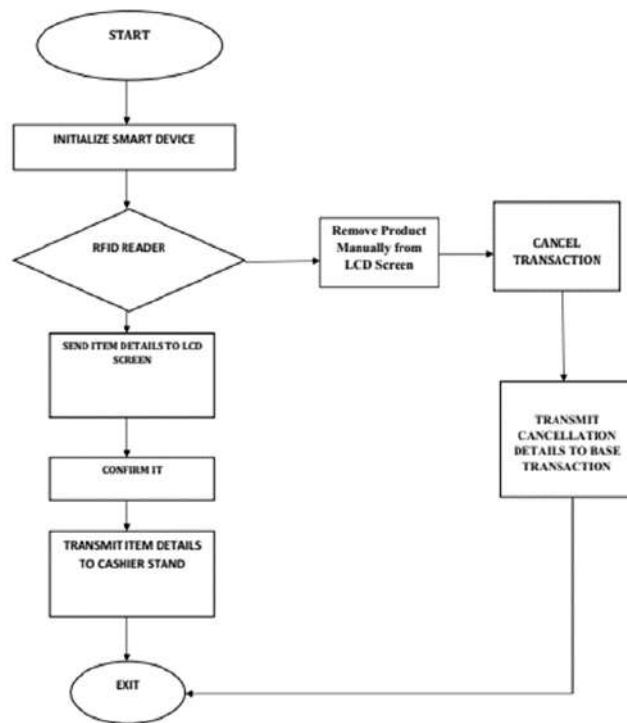 START
INITIALIZE SMART DEVICE
RFID READER
Remove Product
Manually from
LCD Screen
CANCEL
TRANSACTION
SEND ITEM DETAILS TO LCD
SCREEN
TRANSMIT
CANCELLATION
DETAILS TO BASE
TRANSACTION
CONFIRM IT
TRANSMIT ITEM DETAILS
TO CASHIER STAND
EXIT